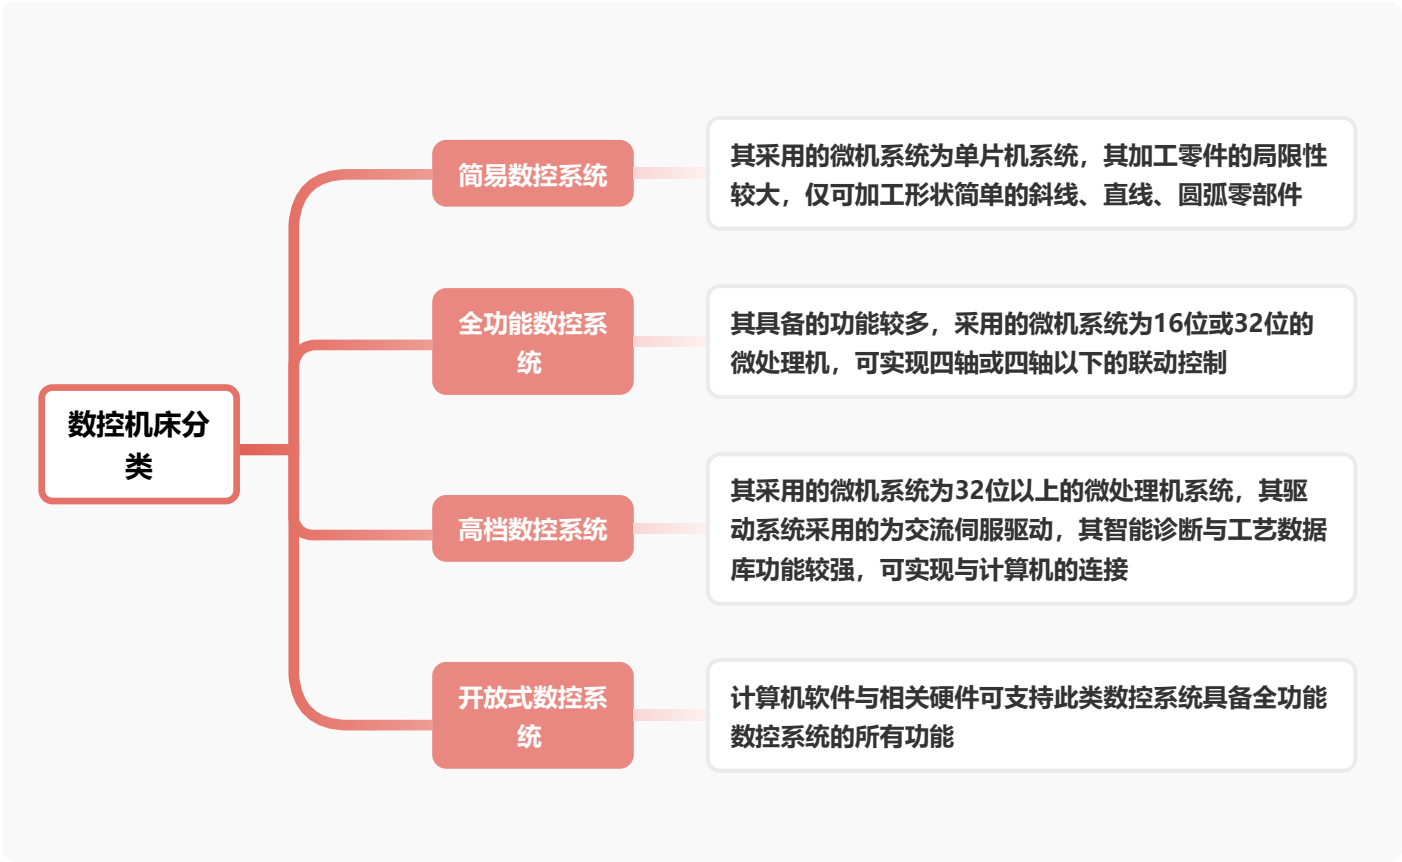 数控机床分
类
简易数控系统
其采用的微机系统为单片机系统，其加工零件的局限性
较大，仅可加工形状简单的斜线、直线、圆弧零部件
全功能数控系
统
其具备的功能较多，采用的微机系统为16位或32位的
微处理机，可实现四轴或四轴以下的联动控制
高档数控系统
其采用的微机系统为32位以上的微处理机系统，其驱
动系统采用的为交流伺服驱动，其智能诊断与工艺数据
库功能较强，可实现与计算机的连接
开放式数控系
统
计算机软件与相关硬件可支持此类数控系统具备全功能
数控系统的所有功能